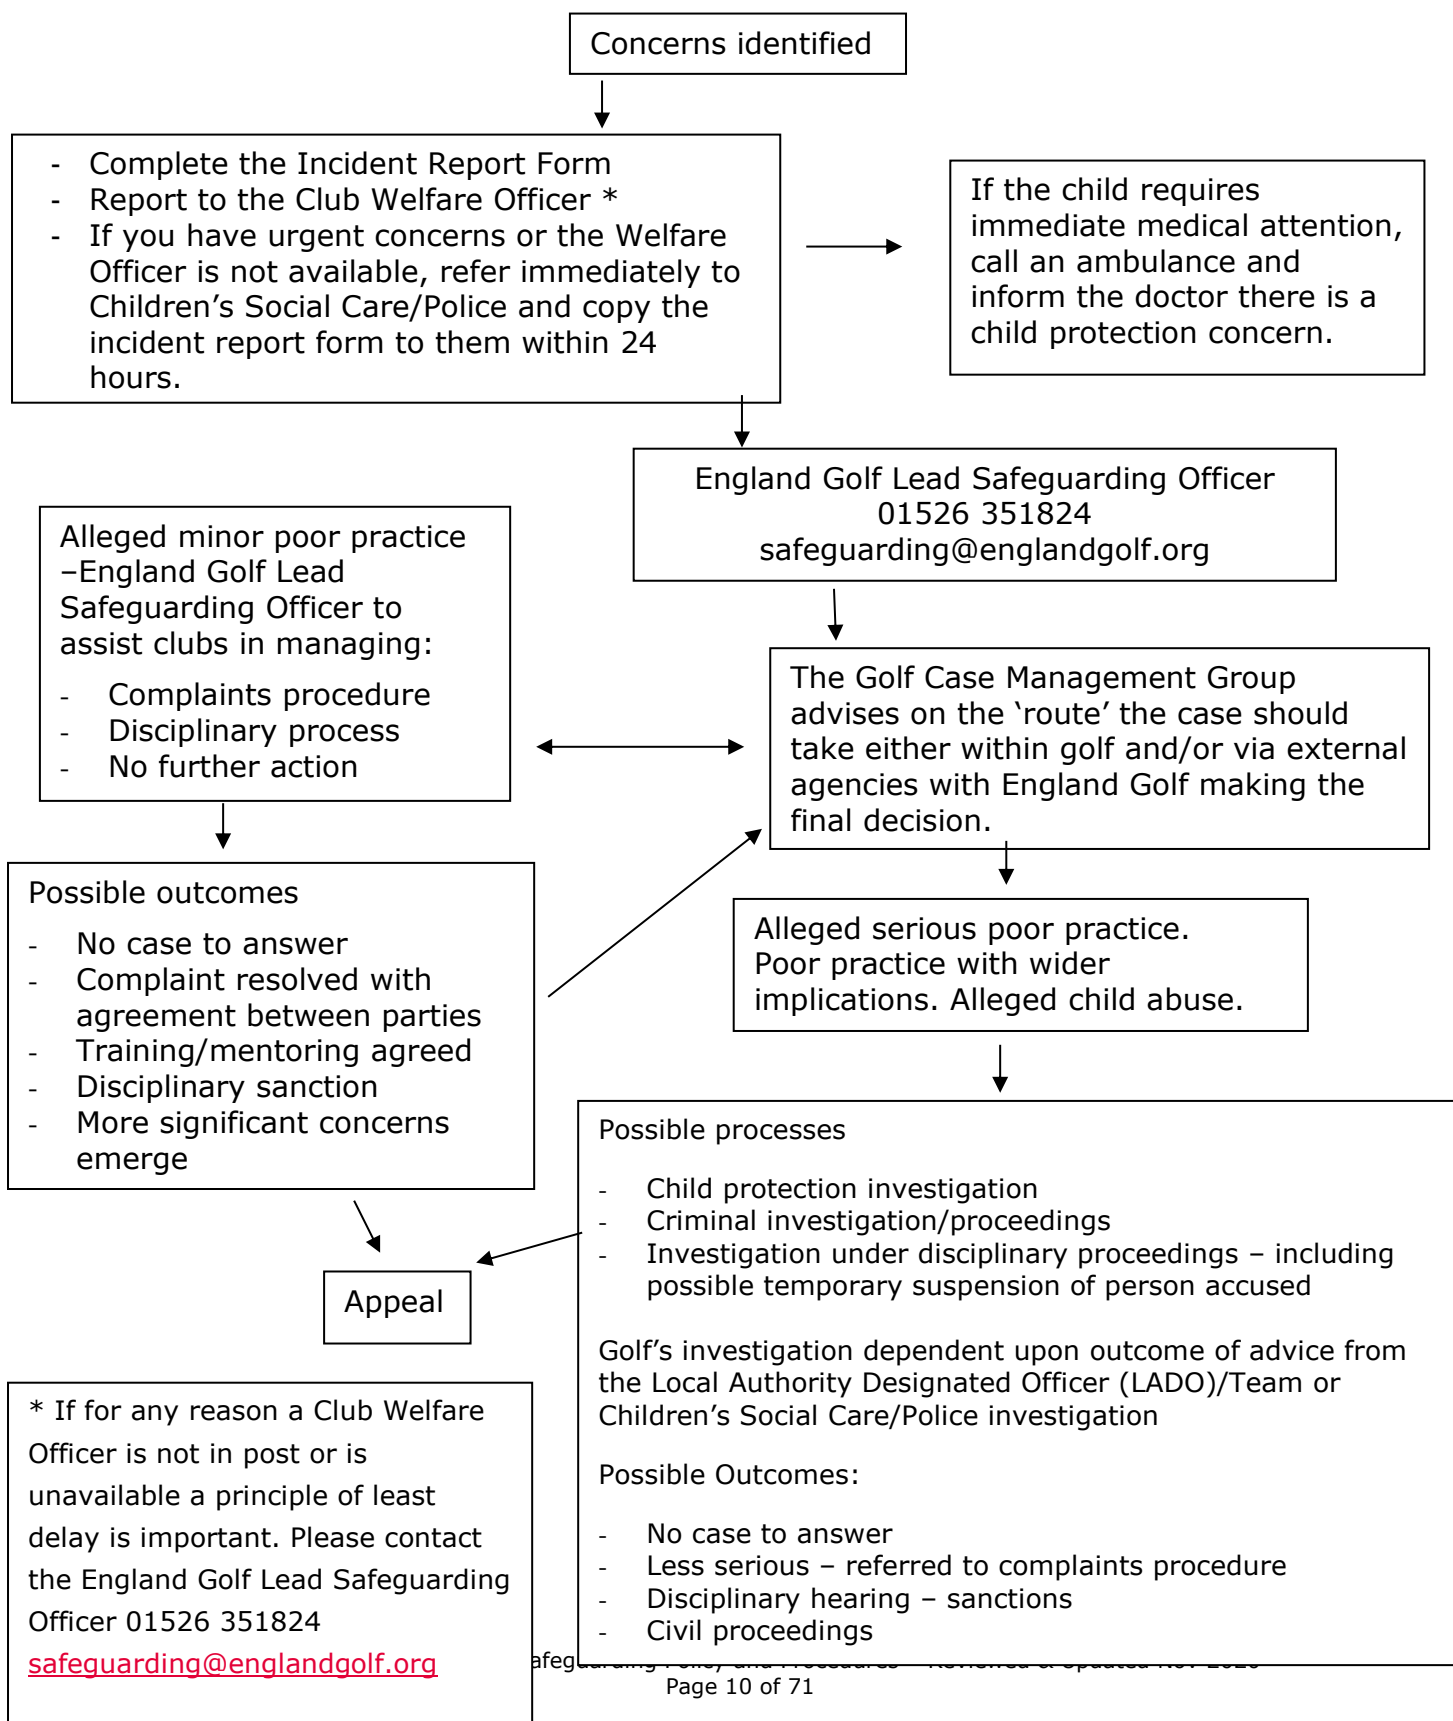 Concerns identified
- Complete the Incident Report Form
- Report to the Club Welfare Officer *
- If you have urgent concerns or the Welfare
Officer is not available, refer immediately to
Children’s Social Care/Police and copy the
incident report form to them within 24
hours.
If the child requires
immediate medical attention,
call an ambulance and
inform the doctor there is a
child protection concern.
England Golf Lead Safeguarding Officer
01526 351824
safeguarding@englandgolf.org
Alleged minor poor practice
–England Golf Lead
Safeguarding Officer to
assist clubs in managing:
- Complaints procedure
- Disciplinary process
- No further action
The Golf Case Management Group
advises on the ‘route’ the case should
take either within golf and/or via external
agencies with England Golf making the
final decision.
Possible outcomes
- No case to answer
- Complaint resolved with
agreement between parties
- Training/mentoring agreed
- Disciplinary sanction
- More significant concerns
emerge
Alleged serious poor practice.
Poor practice with wider
implications. Alleged child abuse.
Possible processes
- Child protection investigation
- Criminal investigation/proceedings
- Investigation under disciplinary proceedings – including
possible temporary suspension of person accused
Golf’s investigation dependent upon outcome of advice from
the Local Authority Designated Officer (LADO)/Team or
Children’s Social Care/Police investigation
Possible Outcomes:
- No case to answer
- Less serious – referred to complaints procedure
- Disciplinary hearing – sanctions
- Civil proceedings
Appeal
* If for any reason a Club Welfare
Officer is not in post or is
unavailable a principle of least
delay is important. Please contact
the England Golf Lead Safeguarding
Officer 01526 351824
safeguarding@englandgolf.org
Page 10 of 71